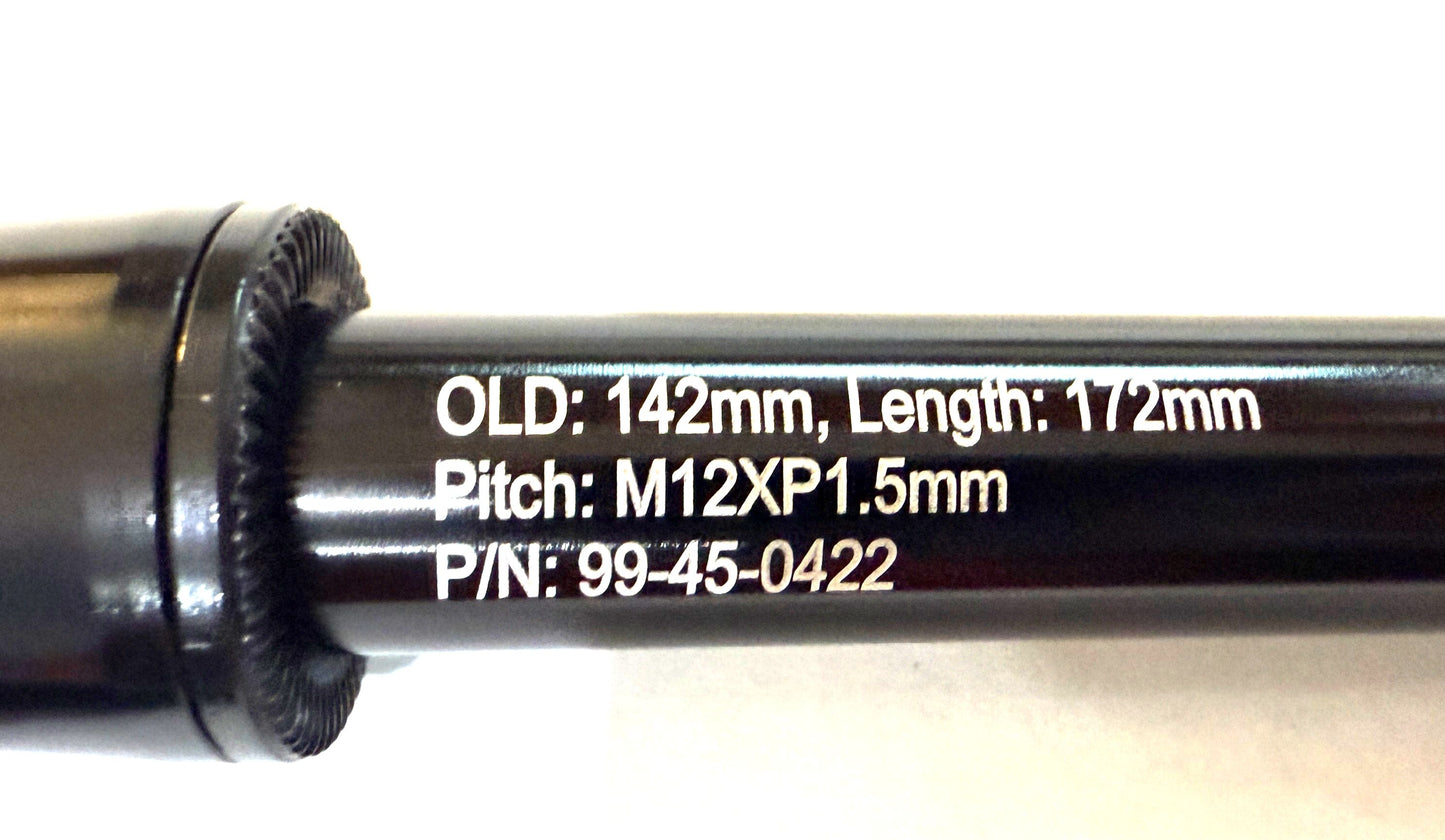 OLD: 142mm, Length: 172mm
Pitch: M12XP1.5mm
P/N: 99-45-0422